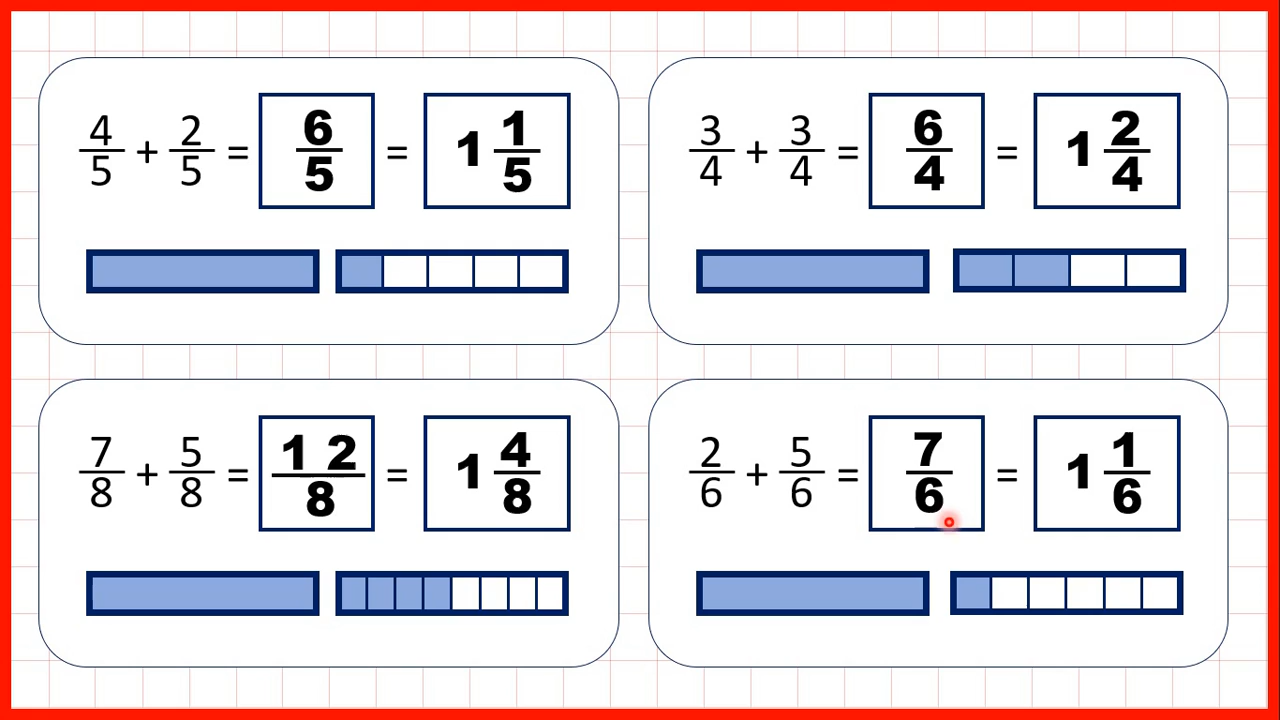 4/5 + 2/5 = 6/5 = 1 1/5
3/4 + 3/4 = 6/4 = 1 2/4
7/8 + 5/8 = 12/8 = 1 4/8
2/6 + 5/6 = 7/6 = 1 1/6